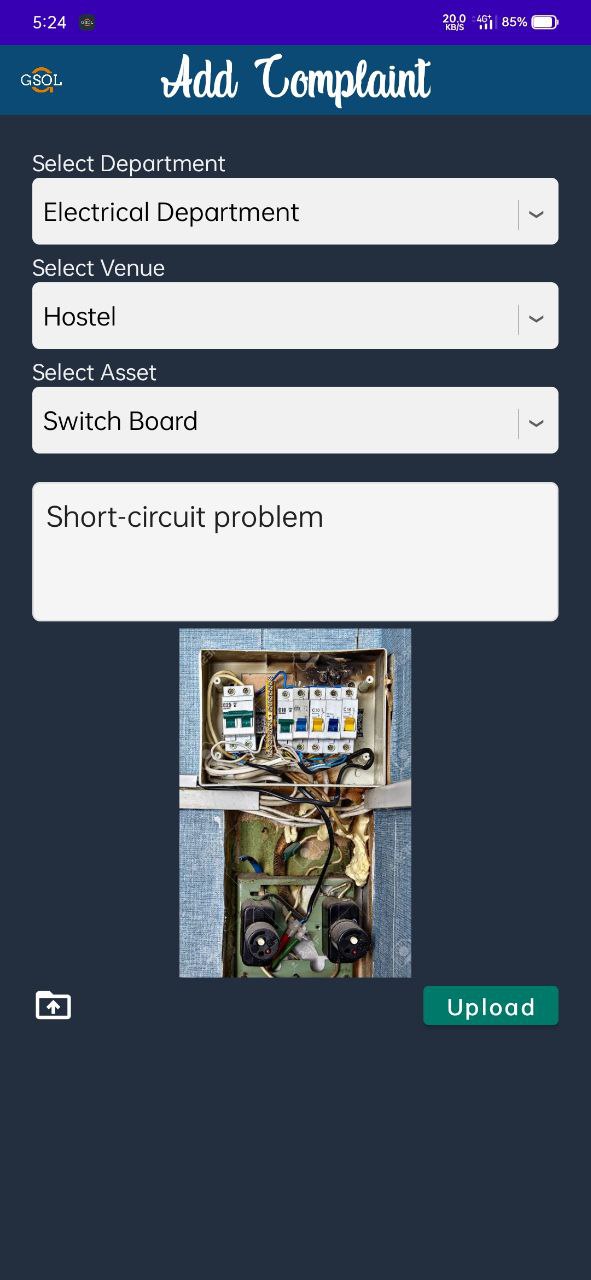 5:24
20.0 KB/S 4G+ 85%
GSOL
Add Complaint
Select Department
Electrical Department
Select Venue
Hostel
Select Asset
Switch Board
Short-circuit problem
Upload